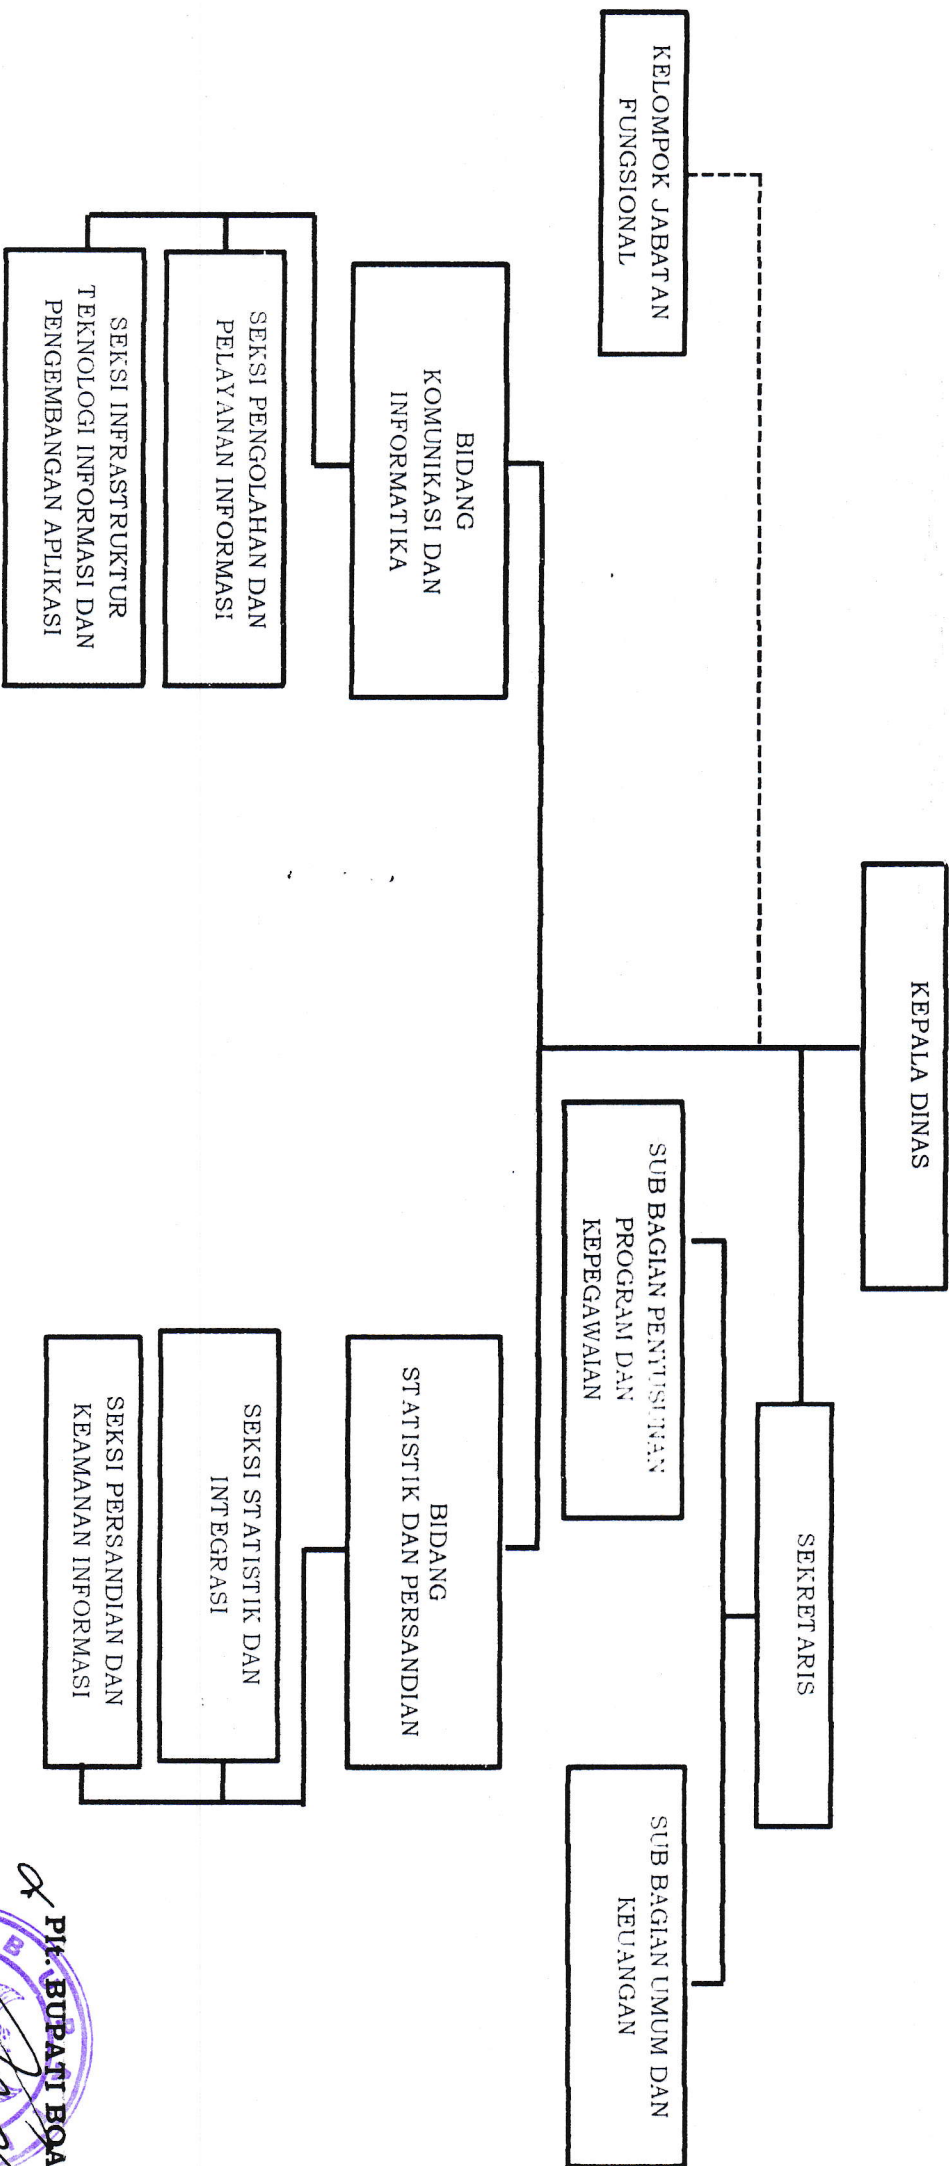 KEPALA DINAS
SEKRETARIS
KELOMPOK JABATAN
FUNGSIONAL
SUB BAGIAN PENYUSUNAN
PROGRAM DAN
KEPEGAWAIAN
SUB BAGIAN UMUM DAN
KEUANGAN
BIDANG
KOMUNIKASI DAN
INFORMATIKA
BIDANG
STATISTIK DAN PERSANDIAN
SEKSI PENGOLAHAN DAN
PELAYANAN INFORMASI
SEKSI STATISTIK DAN
INTEGRASI
SEKSI INFRASTRUKTUR
TEKNOLOGI INFORMASI DAN
PENGEMBANGAN APLIKASI
SEKSI PERSANDIAN DAN
KEAMANAN INFORMASI
Plt. BUPATI BOA